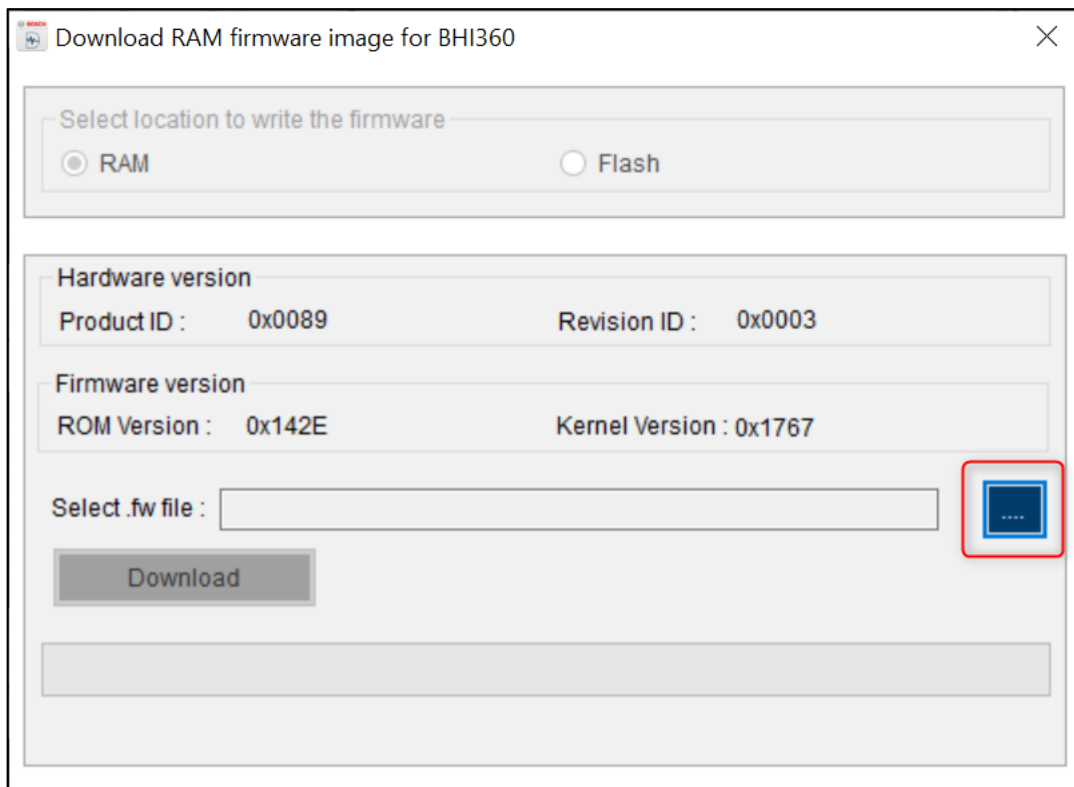 BOSCH
Download RAM firmware image for BHI360
Select location to write the firmware
RAM Flash
Hardware version
Product ID : 0x0089 Revision ID : 0x0003
Firmware version
ROM Version : 0x142E Kernel Version : 0x1767
Select .fw file : ....
Download